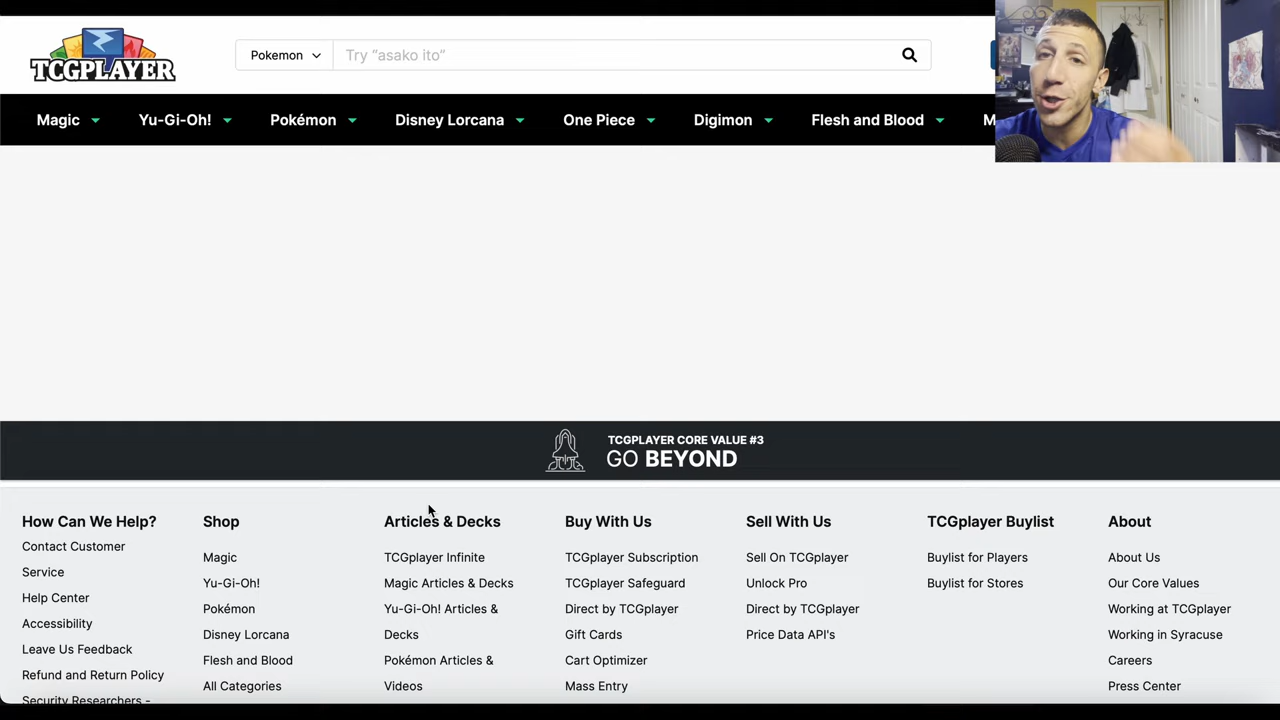 TCGPLAYER
Pokemon
Try “asako ito”
Magic
Yu-Gi-Oh!
Pokémon
Disney Lorcana
One Piece
Digimon
Flesh and Blood
M
TCGPLAYER CORE VALUE #3
GO BEYOND
How Can We Help?
Contact Customer
Service
Help Center
Accessibility
Leave Us Feedback
Refund and Return Policy
Security Researchers -
Shop
Magic
Yu-Gi-Oh!
Pokémon
Disney Lorcana
Flesh and Blood
All Categories
Articles & Decks
TCGplayer Infinite
Magic Articles & Decks
Yu-Gi-Oh! Articles &
Decks
Pokémon Articles &
Videos
Buy With Us
TCGplayer Subscription
TCGplayer Safeguard
Direct by TCGplayer
Gift Cards
Cart Optimizer
Mass Entry
Sell With Us
Sell On TCGplayer
Unlock Pro
Direct by TCGplayer
Price Data API's
TCGplayer Buylist
Buylist for Players
Buylist for Stores
About
About Us
Our Core Values
Working at TCGplayer
Working in Syracuse
Careers
Press Center